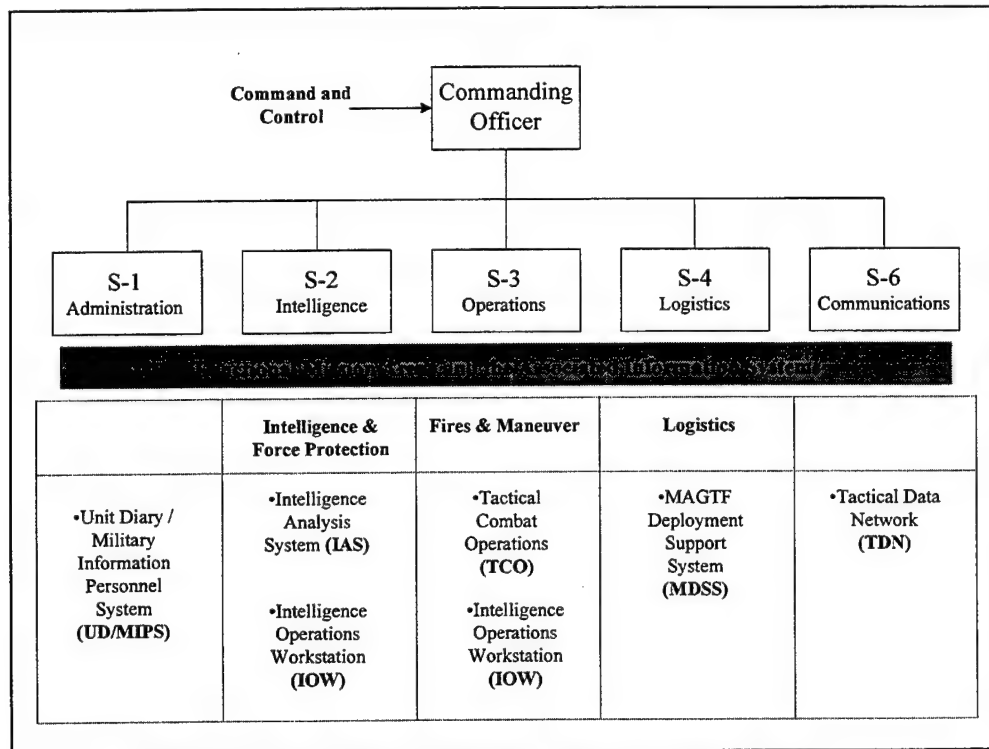 Command and
Control
Commanding
Officer
S-1
Administration
S-2
Intelligence
S-3
Operations
S-4
Logistics
S-6
Communications
Information System
Intelligence &
Force Protection
Fires & Maneuver
Logistics
•Unit Diary /
Military
Information
Personnel
System
(UD/MIPS)
•Intelligence
Analysis
System (IAS)
•Intelligence
Operations
Workstation
(IOW)
•Tactical
Combat
Operations
(TCO)
•Intelligence
Operations
Workstation
(IOW)
•MAGTF
Deployment
Support
System
(MDSS)
•Tactical Data
Network
(TDN)